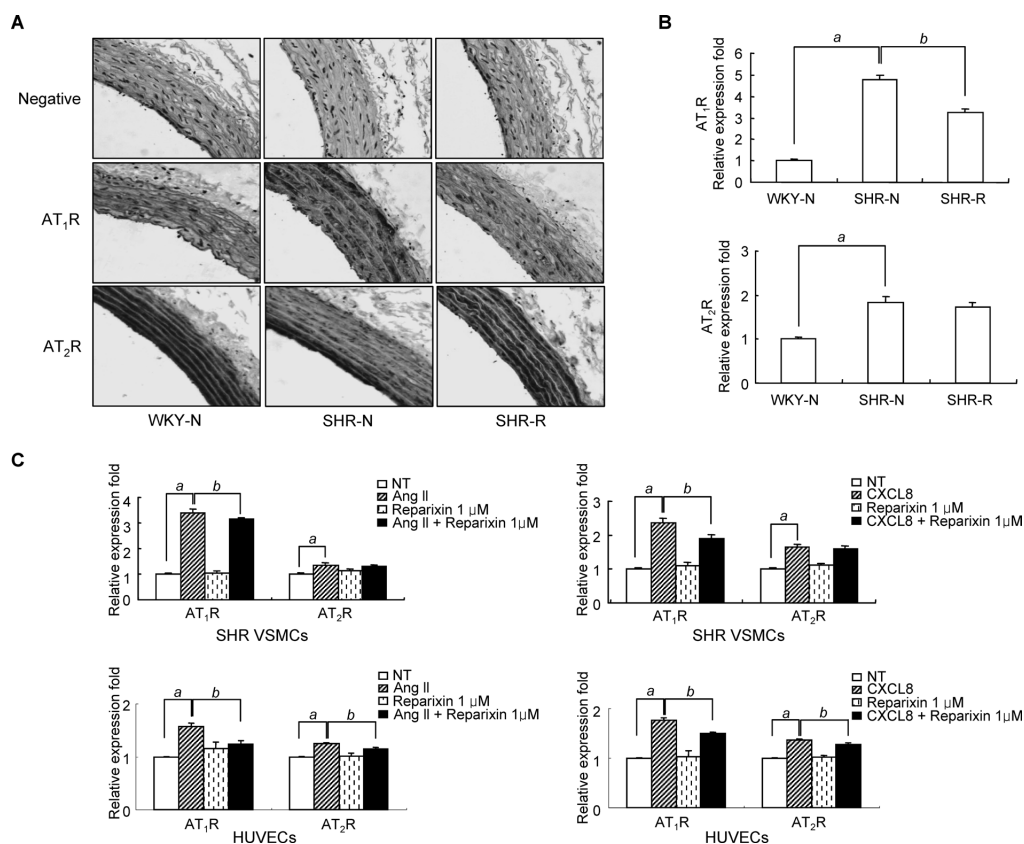 A
Negative
AT1R
AT2R
WKY-N SHR-N SHR-R
B
a b
6
5
4
3
2
1
0
AT1R
Relative expression fold
WKY-N SHR-N SHR-R
a
3
2
1
0
AT2R
Relative expression fold
WKY-N SHR-N SHR-R
C
Relative expression fold
4
3
2
1
0
a b
a
NT
Ang II
Reparixin 1 µM
Ang II + Reparixin 1µM
AT1R AT2R
SHR VSMCs
Relative expression fold
3
2
1
0
a b
a
NT
CXCL8
Reparixin 1 µM
CXCL8 + Reparixin 1µM
AT1R AT2R
SHR VSMCs
Relative expression fold
2
1
0
a b
a b
NT
Ang II
Reparixin 1 µM
Ang II + Reparixin 1µM
AT1R AT2R
HUVECs
Relative expression fold
2
1
0
a b
a b
NT
CXCL8
Reparixin 1 µM
CXCL8 + Reparixin 1µM
AT1R AT2R
HUVECs